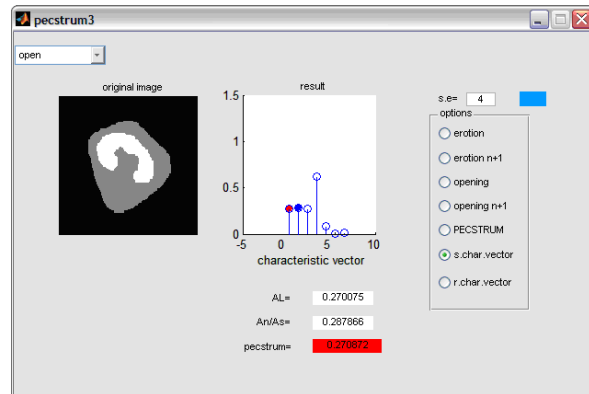 pecstrum3
open
original image
result
s.e= 4
options
erotion
erotion n+1
opening
opening n+1
PECSTRUM
s.char.vector
r.char.vector
1.5
1
0.5
0
-5 0 5 10
characteristic vector
AL= 0.270075
An/As= 0.287866
pecstrum= 0.270872